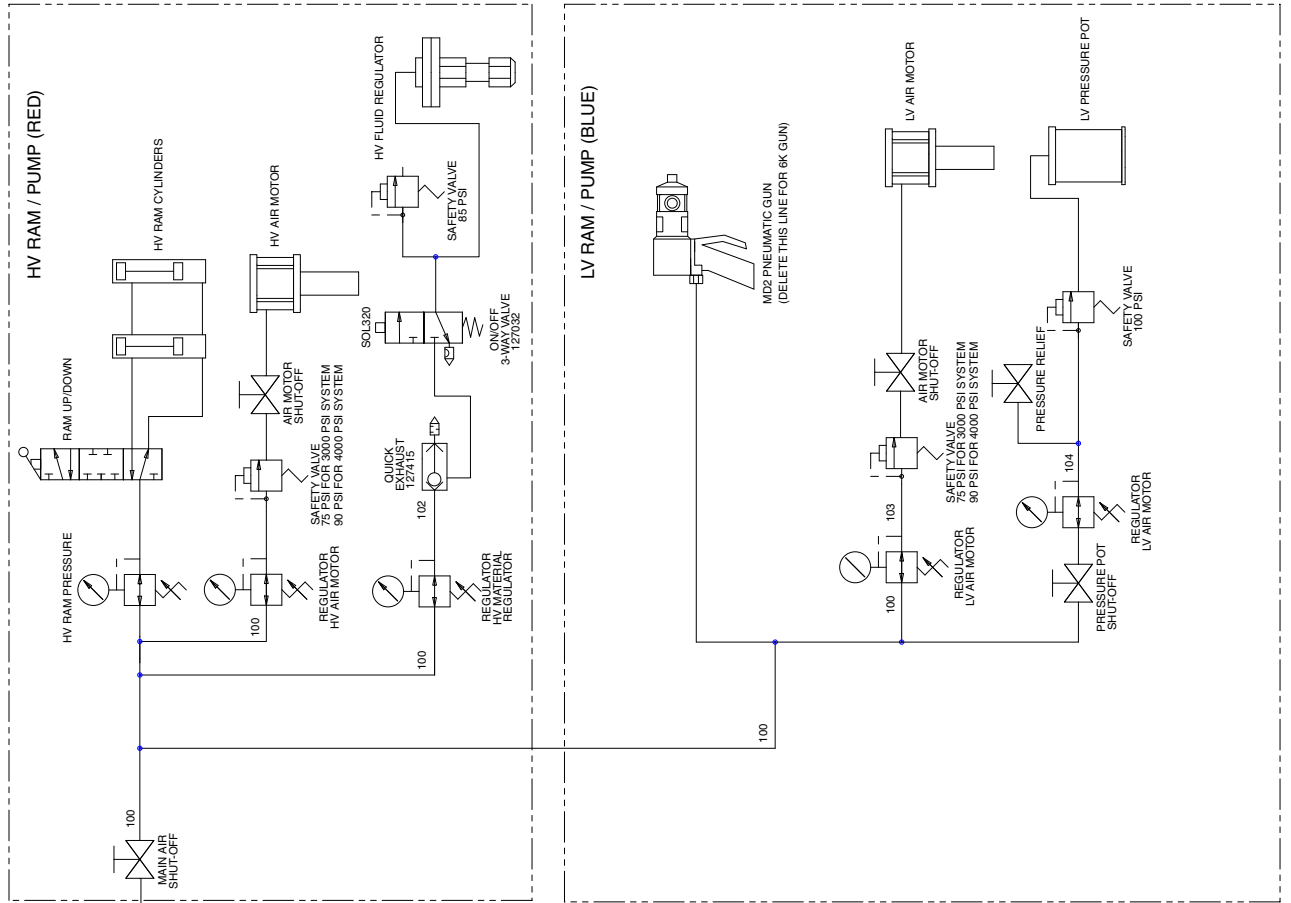 HV RAM / PUMP (RED)
RAM UP/DOWN
HV RAM CYLINDERS
HV RAM PRESSURE
HV AIR MOTOR
AIR MOTOR
SHUT-OFF
SAFETY VALVE
75 PSI FOR 3000 PSI SYSTEM
90 PSI FOR 4000 PSI SYSTEM
REGULATOR
HV AIR MOTOR
100
HV FLUID REGULATOR
SAFETY VALVE
85 PSI
SOL320
ON/OFF
3-WAY VALVE
127032
QUICK
EXHAUST
127415
102
REGULATOR
HV MATERIAL
REGULATOR
100
100
MAIN AIR
SHUT-OFF
LV RAM / PUMP (BLUE)
MD2 PNEUMATIC GUN
(DELETE THIS LINE FOR 6K GUN)
LV AIR MOTOR
AIR MOTOR
SHUT-OFF
SAFETY VALVE
75 PSI FOR 3000 PSI SYSTEM
90 PSI FOR 4000 PSI SYSTEM
103
REGULATOR
LV AIR MOTOR
100
LV PRESSURE POT
SAFETY VALVE
100 PSI
PRESSURE RELIEF
104
REGULATOR
LV AIR MOTOR
PRESSURE POT
SHUT-OFF
100